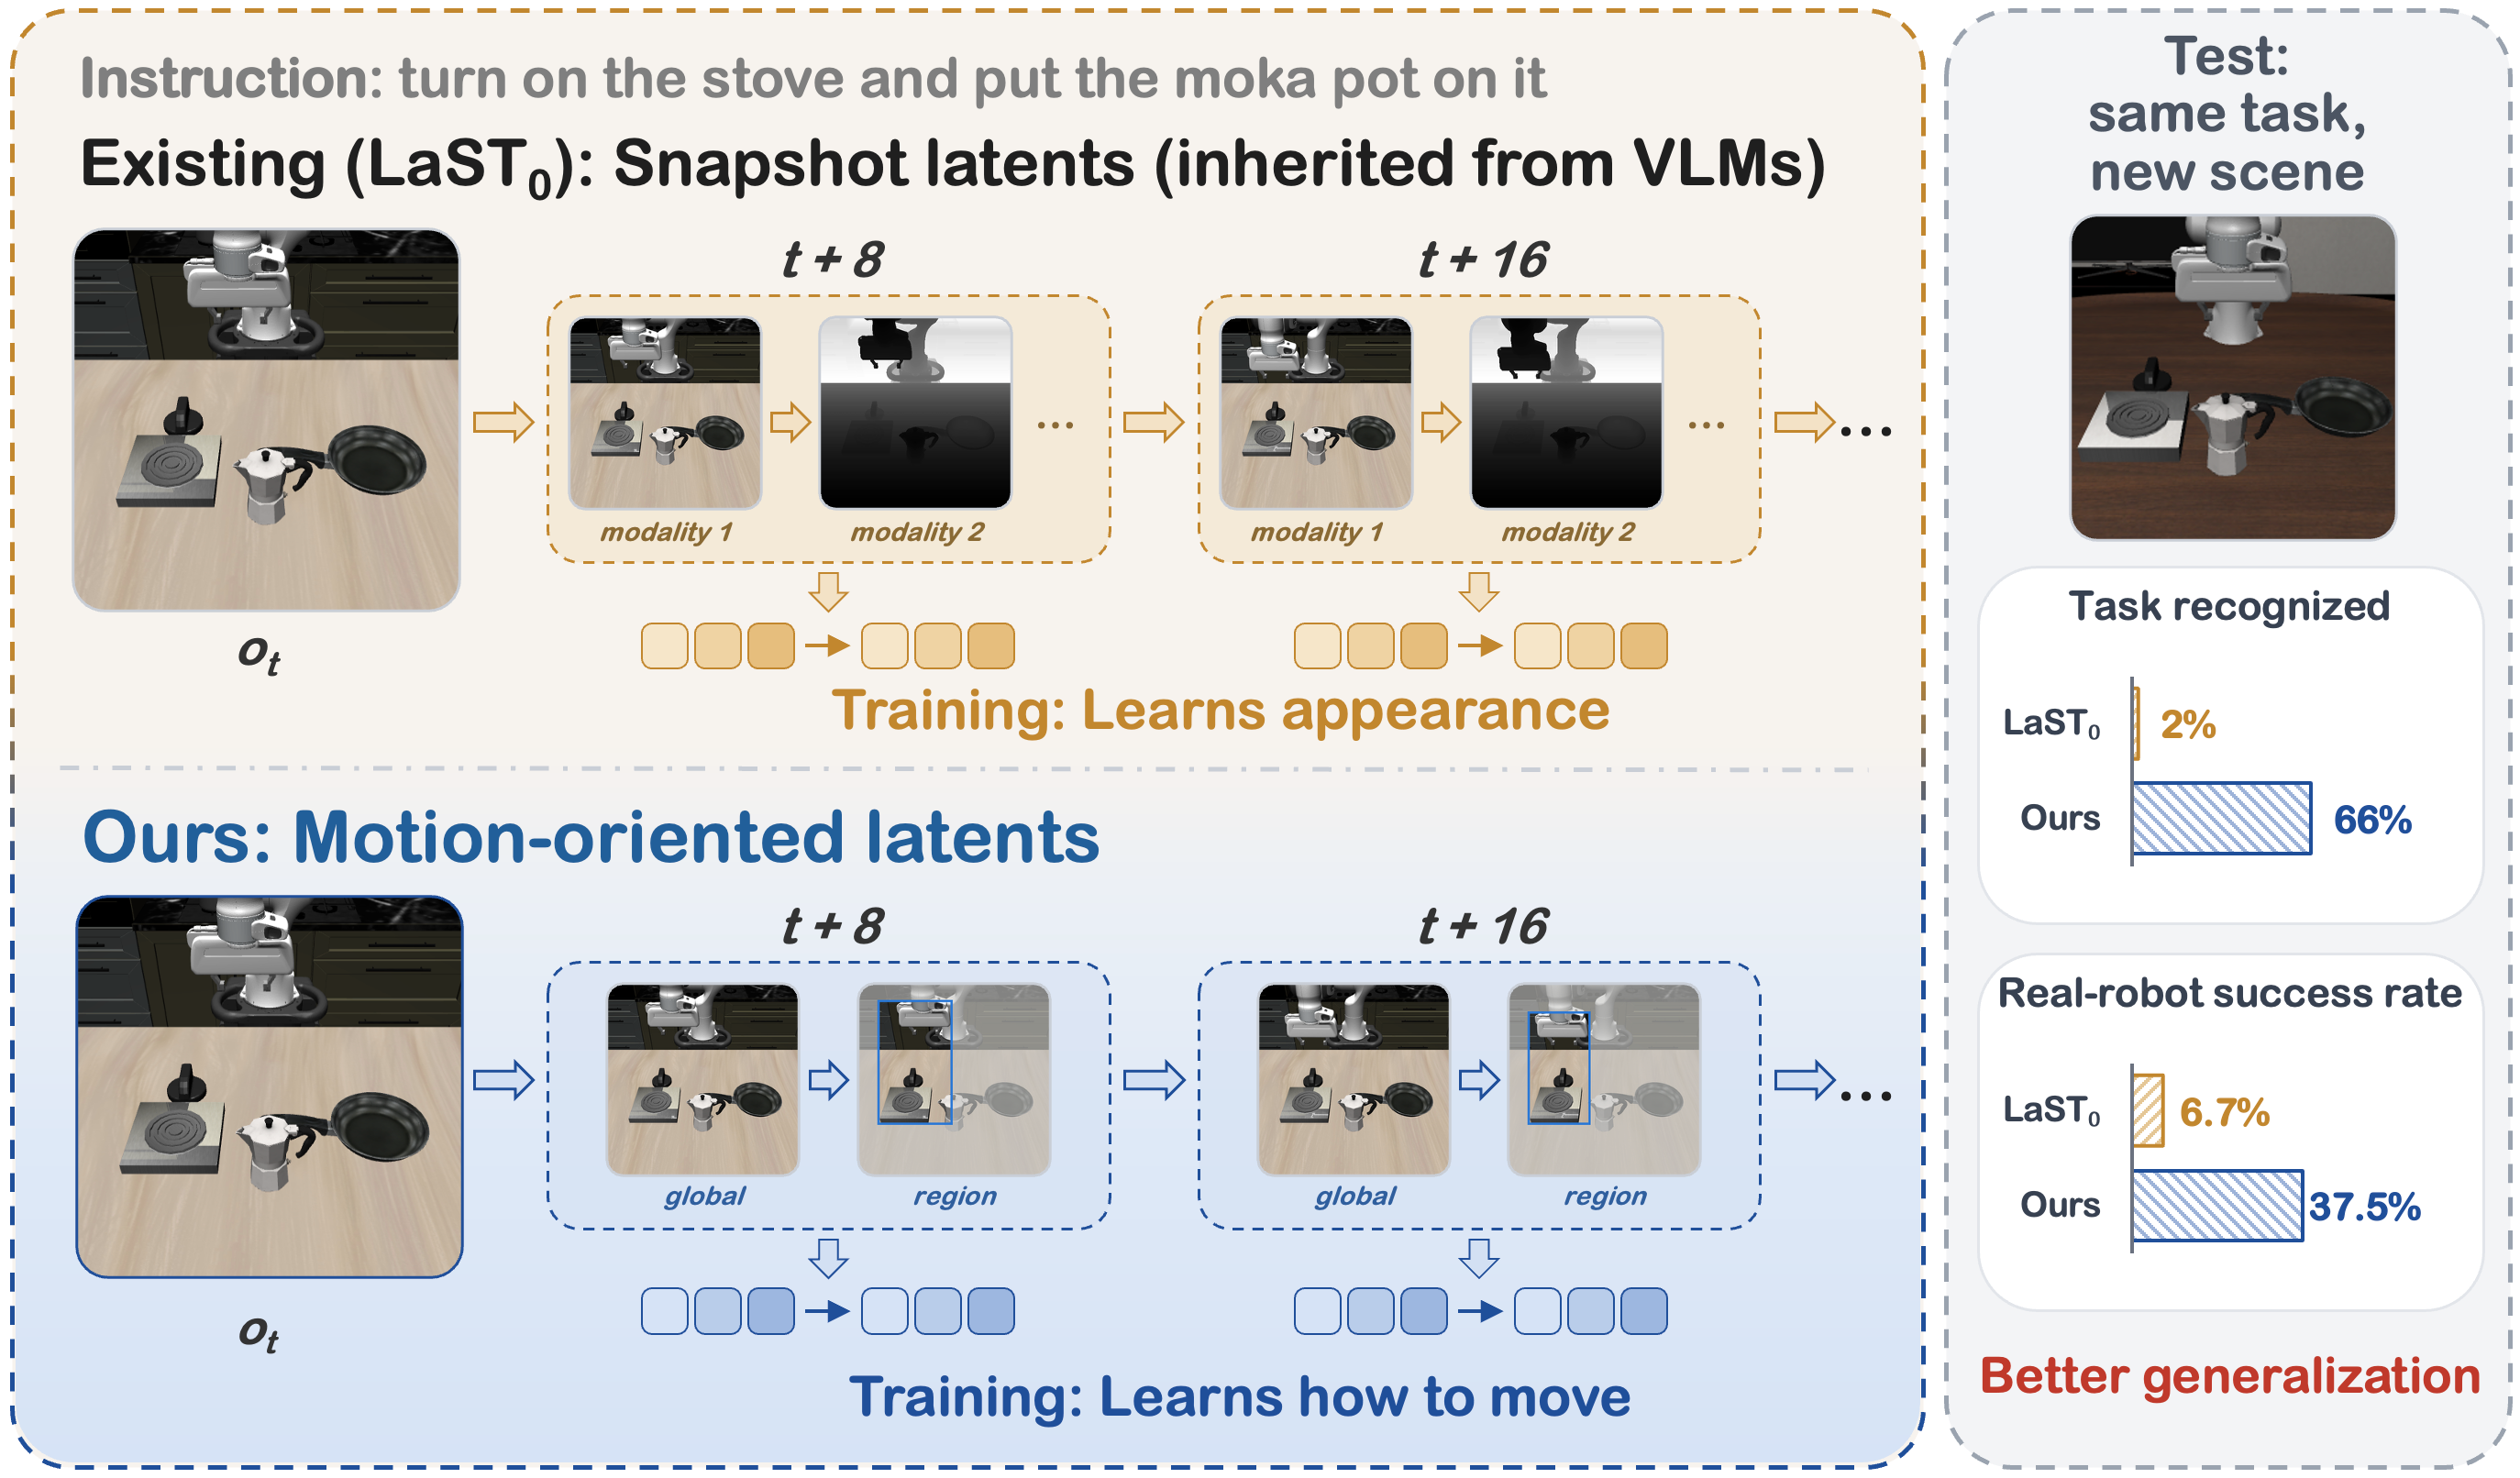 Instruction: turn on the stove and put the moka pot on it
Existing (LaST₀): Snapshot latents (inherited from VLMs)
t + 8
t + 16
...
...
...
modality 1
modality 2
modality 1
modality 2
oₜ
Training: Learns appearance
Ours: Motion-oriented latents
t + 8
t + 16
...
global
region
global
region
oₜ
Training: Learns how to move
Test:
same task,
new scene
Task recognized
LaST₀
2%
Ours
66%
Real-robot success rate
LaST₀
6.7%
Ours
37.5%
Better generalization